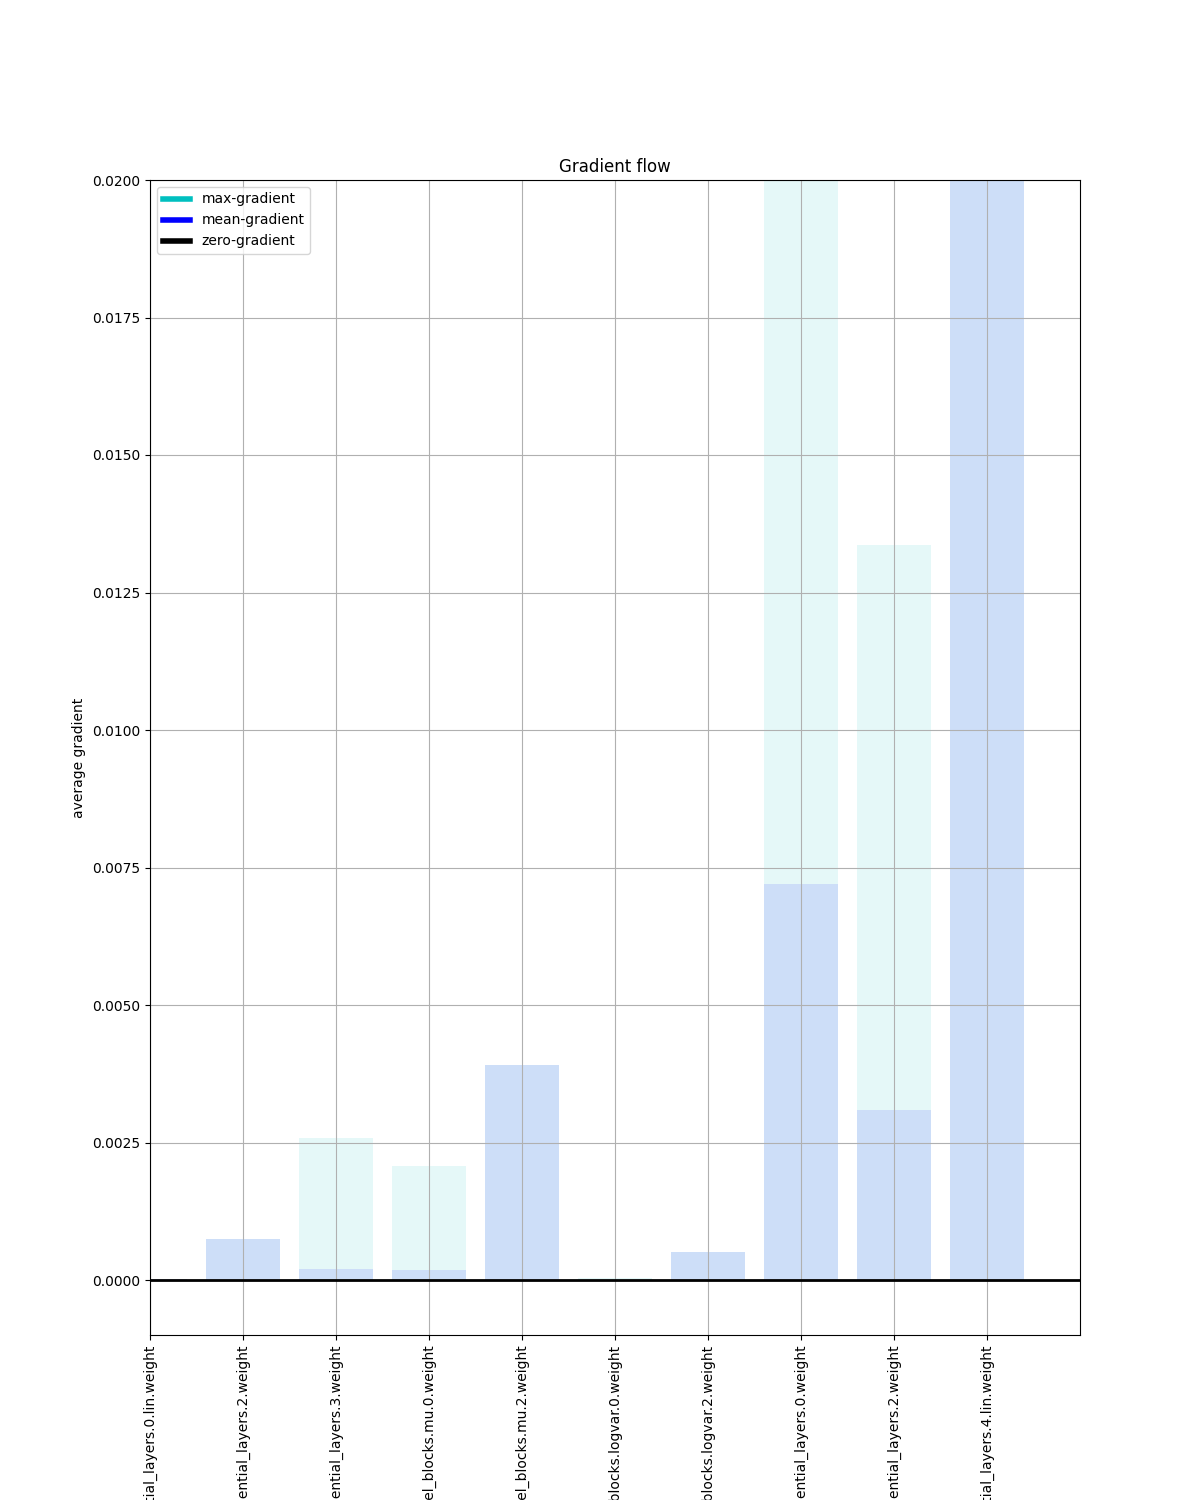 Gradient flow
max-gradient
mean-gradient
zero-gradient
0.0200
0.0175
0.0150
0.0125
0.0100
0.0075
0.0050
0.0025
0.0000
average gradient
tial_layers.0.lin.weight
ential_layers.2.weight
ential_layers.3.weight
el_blocks.mu.0.weight
el_blocks.mu.2.weight
blocks.logvar.0.weight
blocks.logvar.2.weight
ential_layers.0.weight
ential_layers.2.weight
tial_layers.4.lin.weight